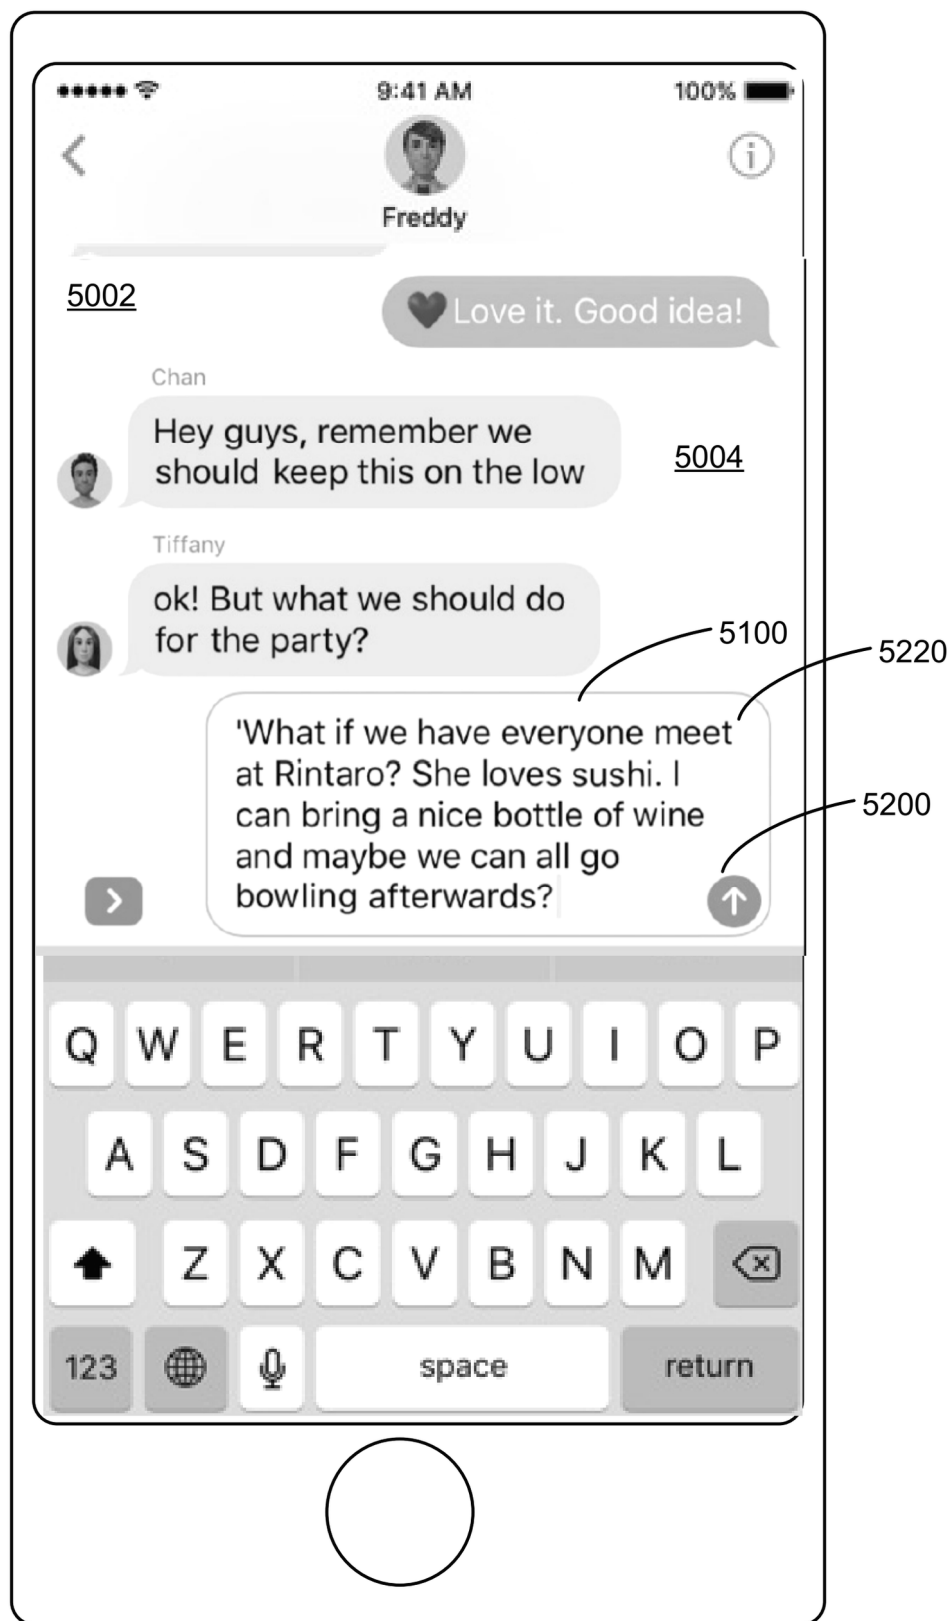 9:41 AM
100%
Freddy
5002
Love it. Good idea!
Chan
Hey guys, remember we
should keep this on the low
5004
Tiffany
ok! But what we should do
for the party?
5100
5220
'What if we have everyone meet
at Rintaro? She loves sushi. I
can bring a nice bottle of wine
and maybe we can all go
bowling afterwards?
5200
Q W E R T Y U I O P
A S D F G H J K L
Z X C V B N M
123 space return